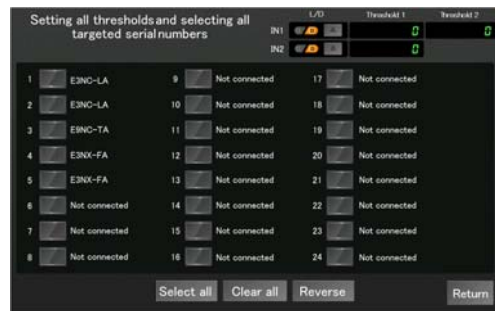 Setting all thresholds and selecting all
targeted serial numbers
L/D Threshold 1 Threshold 2
IN1 0 0
IN2 0
1 E3NC-LA 9 Not connected 17 Not connected
2 E3NC-LA 10 Not connected 18 Not connected
3 E9NC-TA 11 Not connected 19 Not connected
4 E3NX-FA 12 Not connected 20 Not connected
5 E3NX-FA 13 Not connected 21 Not connected
6 Not connected 14 Not connected 22 Not connected
7 Not connected 15 Not connected 23 Not connected
8 Not connected 16 Not connected 24 Not connected
Select all Clear all Reverse Return